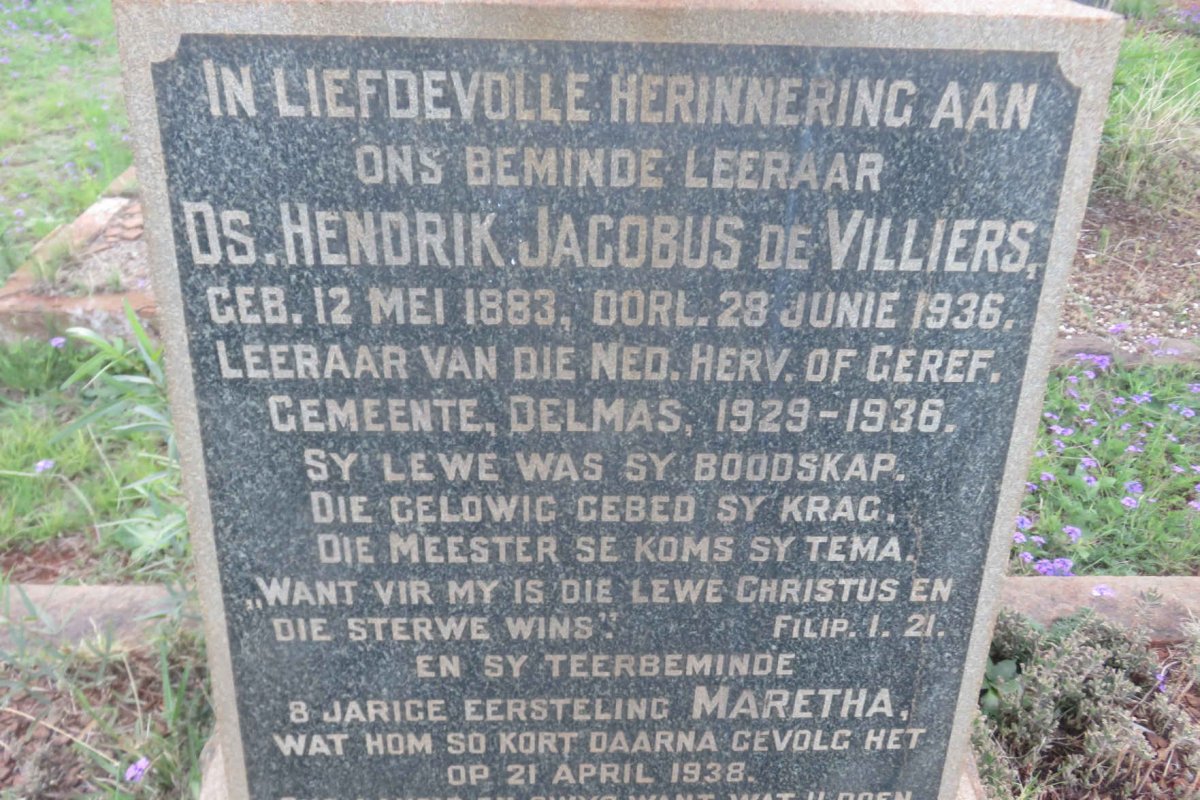 IN LIEFDEVOLLE HERINNERING AAN
ONS BEMINDE LEERAAR
DS. HENDRIK JACOBUS DE VILLIERS,
GEB. 12 MEI 1883, OORL. 28 JUNIE 1936.
LEERAAR VAN DIE NED. HERV. OF GEREF.
GEMEENTE, DELMAS, 1929-1936.
SY LEWE WAS SY BOODSKAP.
DIE GELOWIG GEBED SY KRAG.
DIE MEESTER SE KOMS SY TEMA.
„WANT VIR MY IS DIE LEWE CHRISTUS EN
DIE STERWE WINS”. FILIP. 1. 21.
EN SY TEERBEMINDE
8 JARIGE EERSTELING MARETHA,
WAT HOM SO KORT DAARNA GEVOLG HET
OP 21 APRIL 1938.
WANT WAT U DOEN